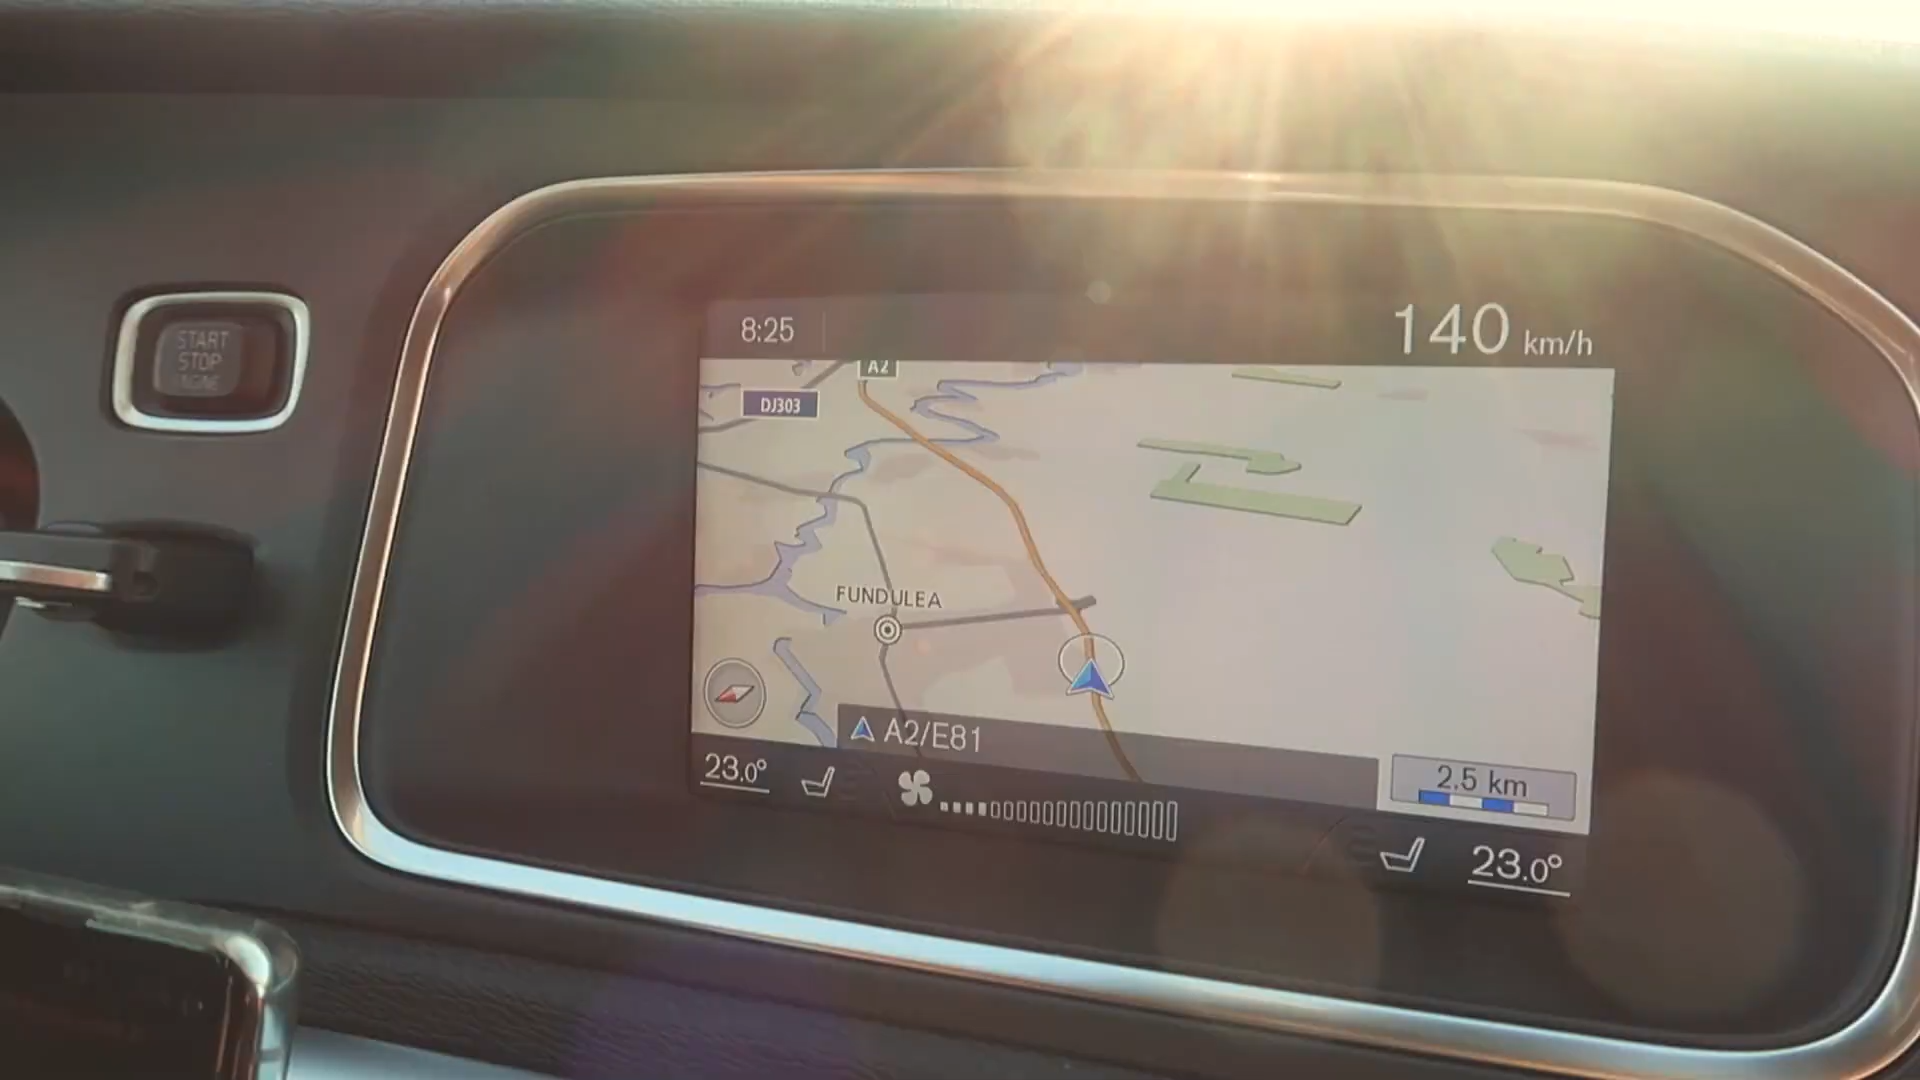 8:25
140 km/h
A2
DJ303
START
STOP
FUNDULEA
A2/E81
2.5 km
23.0°
23.0°